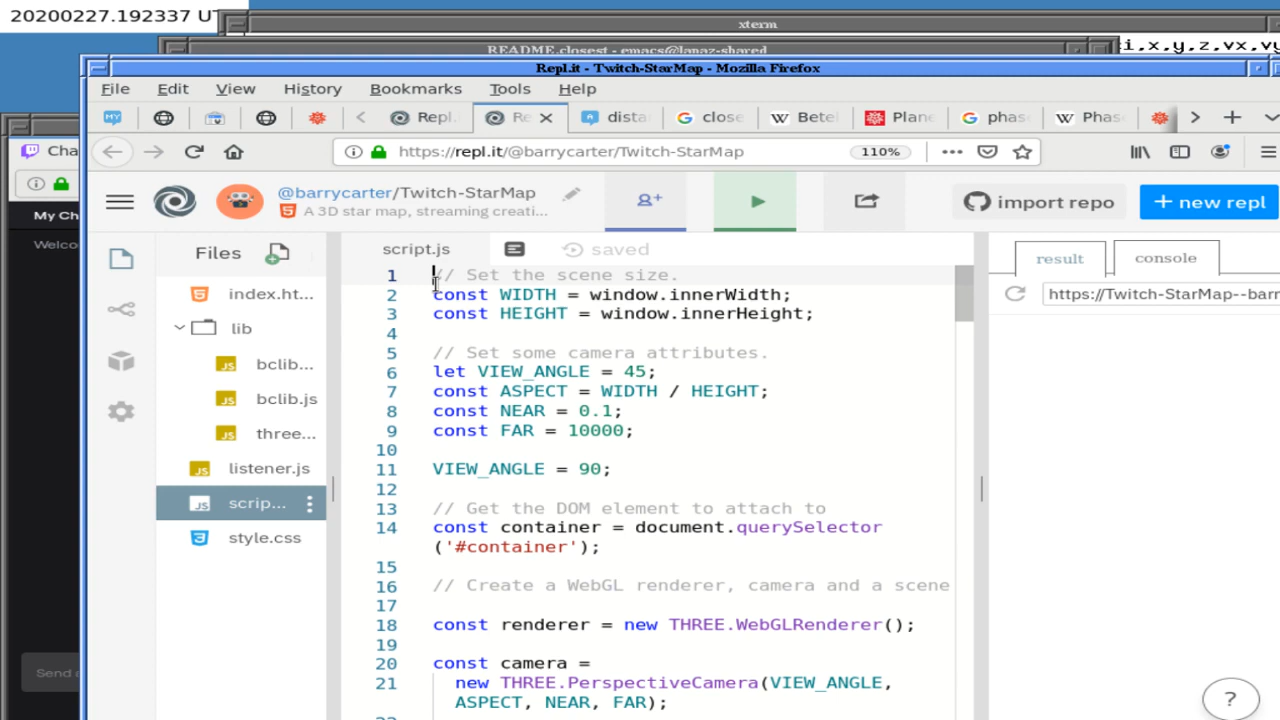 20200227.192337 U
xterm
README.closest - emacs@lapaz-shared
i,x,y,z,vx,vy
Repl.it - Twitch-StarMap - Mozilla Firefox
File Edit View History Bookmarks Tools Help
MY Repl. Re dista close W Bete Plane phas W Phas
https://repl.it/@barrycarter/Twitch-StarMap 110%
Cha
My Ch
Welco
Send
@barrycarter/Twitch-StarMap
A 3D star map, streaming creati...
import repo
+ new repl
Files
index.ht...
lib
JS bclib...
JS bclib.js
JS three...
JS listener.js
JS scrip...
style.css
script.js saved
1 // Set the scene size.
2 const WIDTH = window.innerWidth;
3 const HEIGHT = window.innerHeight;
4
5 // Set some camera attributes.
6 let VIEW_ANGLE = 45;
7 const ASPECT = WIDTH / HEIGHT;
8 const NEAR = 0.1;
9 const FAR = 10000;
10
11 VIEW_ANGLE = 90;
12
13 // Get the DOM element to attach to
14 const container = document.querySelector
('#container');
15
16 // Create a WebGL renderer, camera and a scene
17
18 const renderer = new THREE.WebGLRenderer();
19
20 const camera =
21 new THREE.PerspectiveCamera(VIEW_ANGLE,
ASPECT, NEAR, FAR);
result console
https://Twitch-StarMap--barr
?